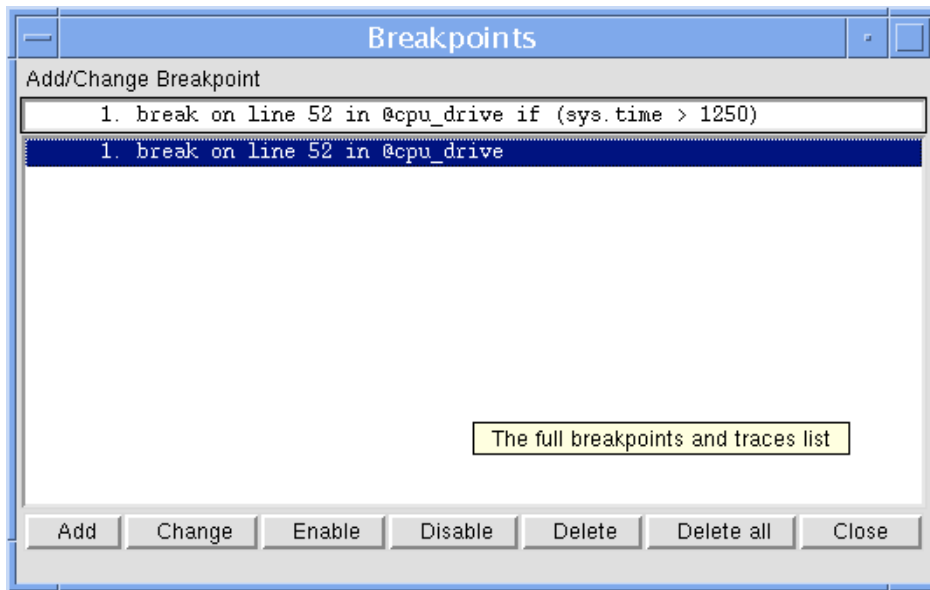 Breakpoints
Add/Change Breakpoint
1. break on line 52 in @cpu_drive if (sys.time > 1250)
1. break on line 52 in @cpu_drive
The full breakpoints and traces list
Add Change Enable Disable Delete Delete all Close